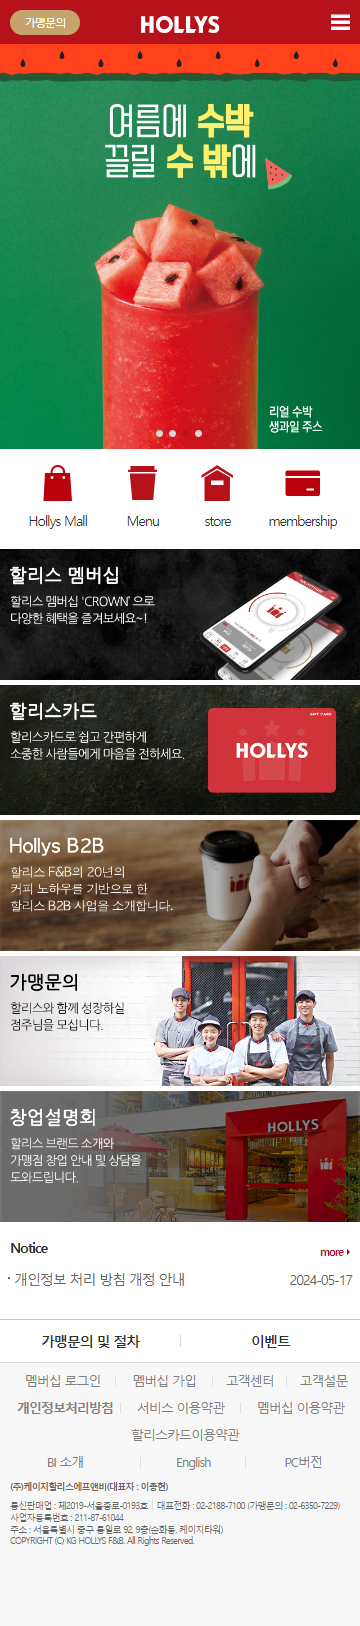 가맹문의
HOLLYS
여름에 수박
끌릴 수 밖에
리얼 수박
생과일 주스
Hollys Mall
Menu
store
membership
할리스 멤버십
할리스 멤버십 'CROWN' 으로
다양한 혜택을 즐겨보세요~!
할리스카드
할리스카드로 쉽고 간편하게
소중한 사람들에게 마음을 전하세요.
GIFT CARD
HOLLYS
Hollys B2B
할리스 F&B의 20년의
커피 노하우를 기반으로 한
할리스 B2B 사업을 소개합니다.
가맹문의
할리스와 함께 성장하실
점주님을 모십니다.
창업설명회
할리스 브랜드 소개와
가맹점 창업 안내 및 상담을
도와드립니다.
HOLLYS
Notice
more
· 개인정보 처리 방침 개정 안내 2024-05-17
가맹문의 및 절차 이벤트
멤버십 로그인 멤버십 가입 고객센터 고객설문
개인정보처리방침 서비스 이용약관 멤버십 이용약관
할리스카드이용약관
BI 소개 English PC버전
(주)케이지할리스에프앤비(대표자 : 이종현)
통신판매업 : 제2019-서울종로-0193호 대표전화 : 02-2188-7100 (가맹문의 : 02-6350-7229)
사업자등록번호 : 211-87-61044
주소 : 서울특별시 중구 통일로 92, 9층(순화동, 케이지타워)
COPYRIGHT (C) KG HOLLYS F&B. All Rights Reserved.